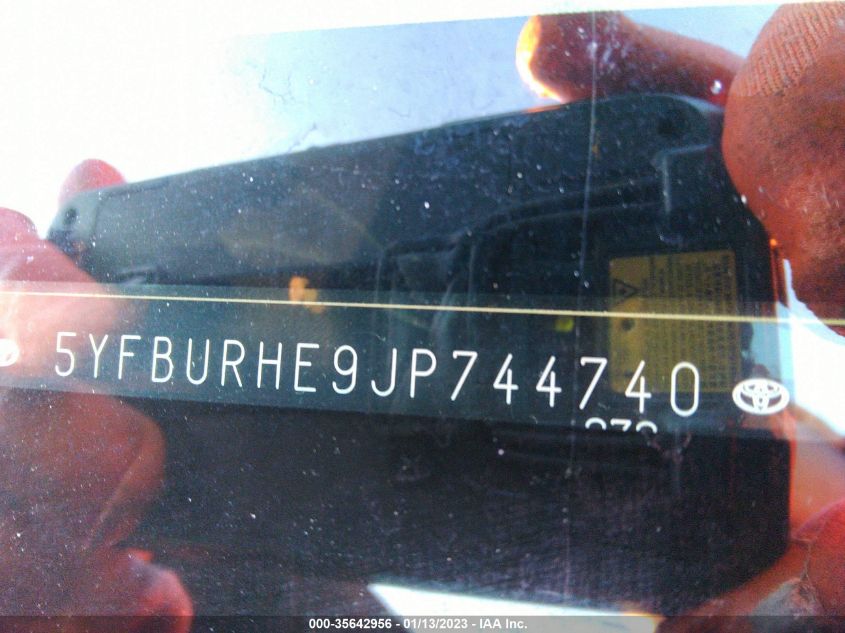 5YFBURHE9JP744740
000-35642956 - 01/13/2023 - IAA Inc.